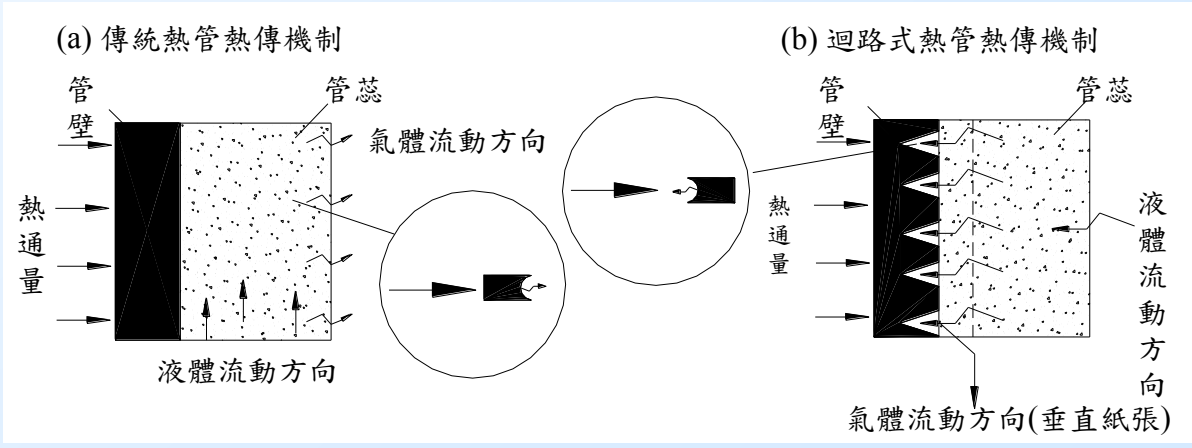 (a) 傳統熱管熱傳機制
管壁
管蕊
氣體流動方向
熱通量
液體流動方向
(b) 迴路式熱管熱傳機制
管壁
管蕊
熱通量
液體流動方向
氣體流動方向(垂直紙張)